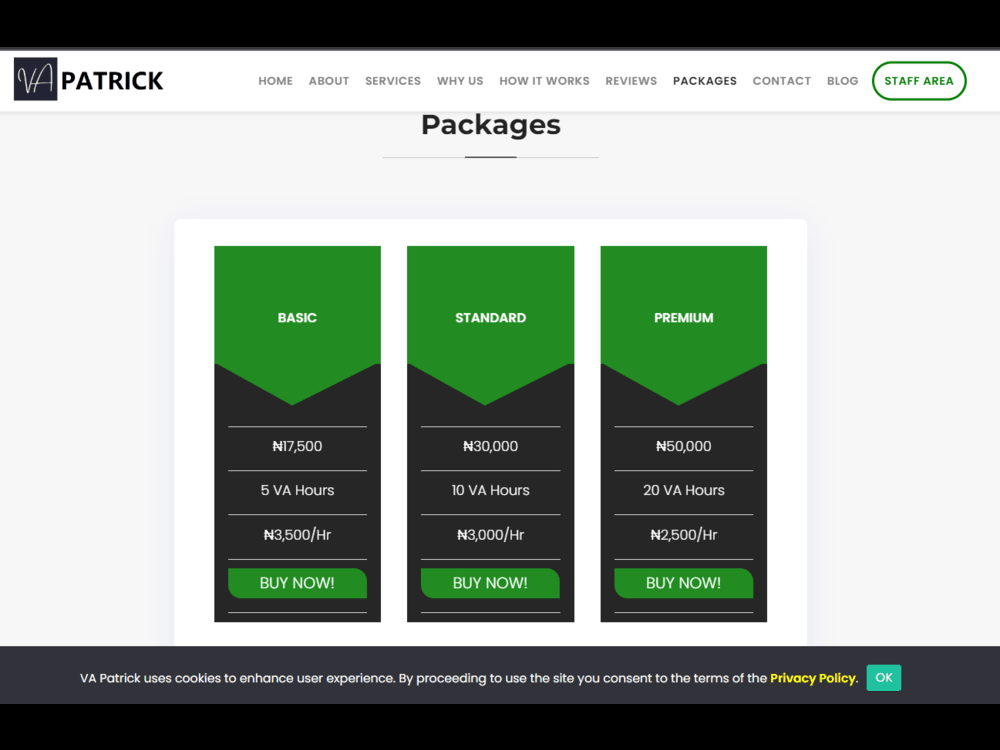 VA PATRICK
HOME ABOUT SERVICES WHY US HOW IT WORKS REVIEWS PACKAGES CONTACT BLOG STAFF AREA
Packages
BASIC
₦17,500
5 VA Hours
₦3,500/Hr
BUY NOW!
STANDARD
₦30,000
10 VA Hours
₦3,000/Hr
BUY NOW!
PREMIUM
₦50,000
20 VA Hours
₦2,500/Hr
BUY NOW!
VA Patrick uses cookies to enhance user experience. By proceeding to use the site you consent to the terms of the Privacy Policy. OK